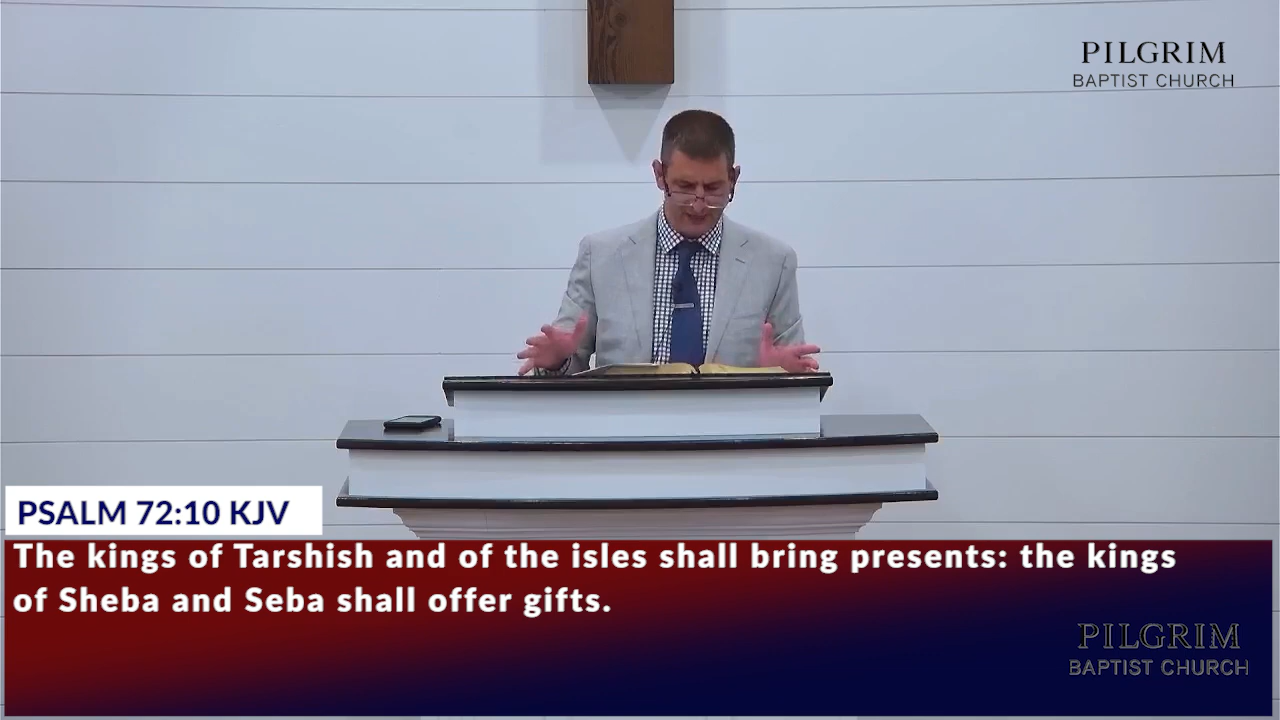 PILGRIM
BAPTIST CHURCH
PSALM 72:10 KJV
The kings of Tarshish and of the isles shall bring presents: the kings
of Sheba and Seba shall offer gifts.
PILGRIM
BAPTIST CHURCH